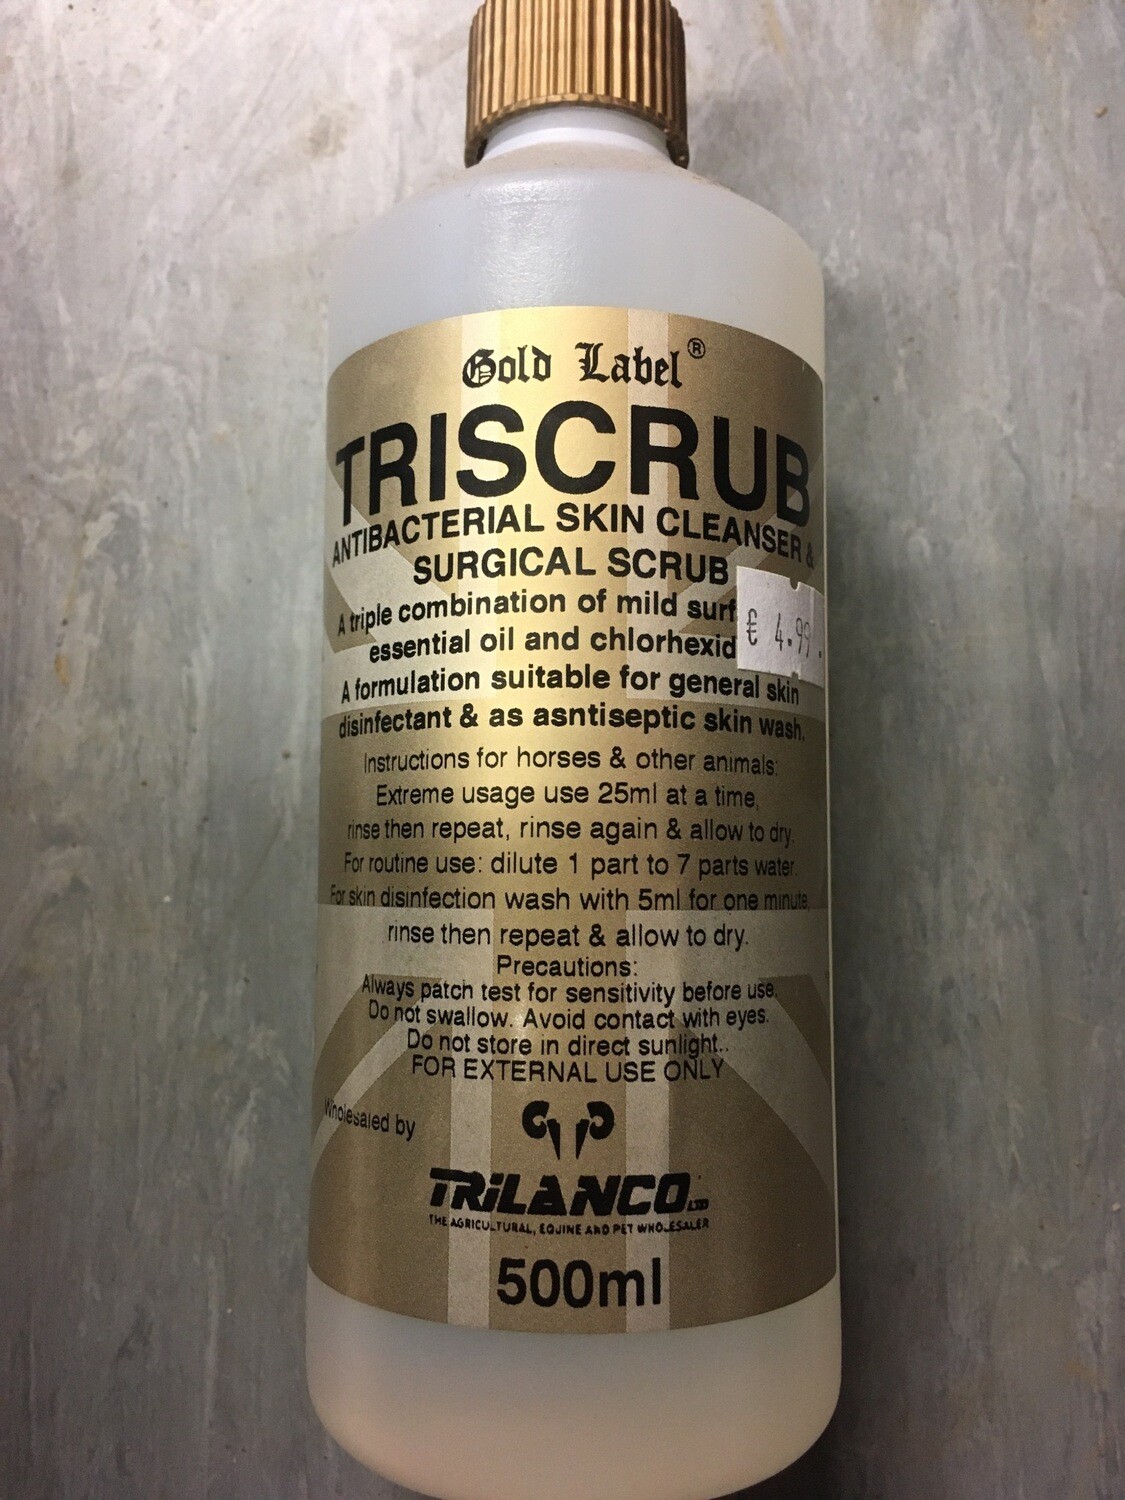 Gold Label®
TRISCRUB
ANTIBACTERIAL SKIN CLEANSER &
SURGICAL SCRUB
A triple combination of mild surf
essential oil and chlorhexid
€ 4.99
A formulation suitable for general skin
disinfectant & as asntiseptic skin wash.
Instructions for horses & other animals:
Extreme usage use 25ml at a time,
rinse then repeat, rinse again & allow to dry.
For routine use: dilute 1 part to 7 parts water.
For skin disinfection wash with 5ml for one minute,
rinse then repeat & allow to dry.
Precautions:
Always patch test for sensitivity before use.
Do not swallow. Avoid contact with eyes.
Do not store in direct sunlight..
FOR EXTERNAL USE ONLY
Wholesaled by
TRILANCO LTD
THE AGRICULTURAL, EQUINE AND PET WHOLESALER
500ml